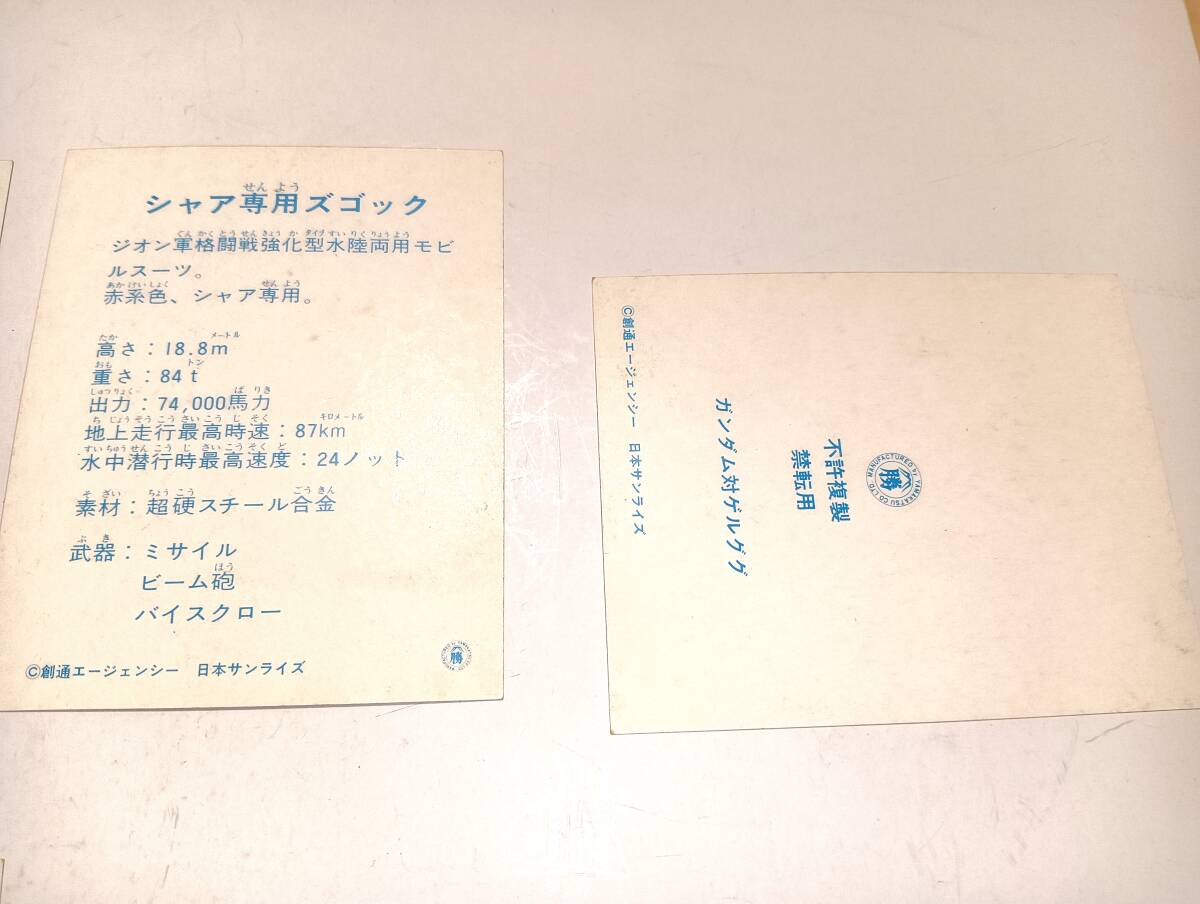 シャア専用ズゴック
ジオン軍格闘戦強化型水陸両用モビ
ルスーツ。
赤系色、シャア専用。
高さ：18.8m
重さ：84t
出力：74,000馬力
地上走行最高時速：87km
水中潜行時最高速度：24ノット
素材：超硬スチール合金
武器：ミサイル
ビーム砲
バイスクロー
©創通エージェンシー　日本サンライズ
勝
MANUFACTURED by YAMAKATSU CO LTD.
勝
不許複製
禁転用
ガンダム対ゲルググ
©創通エージェンシー　日本サンライズ